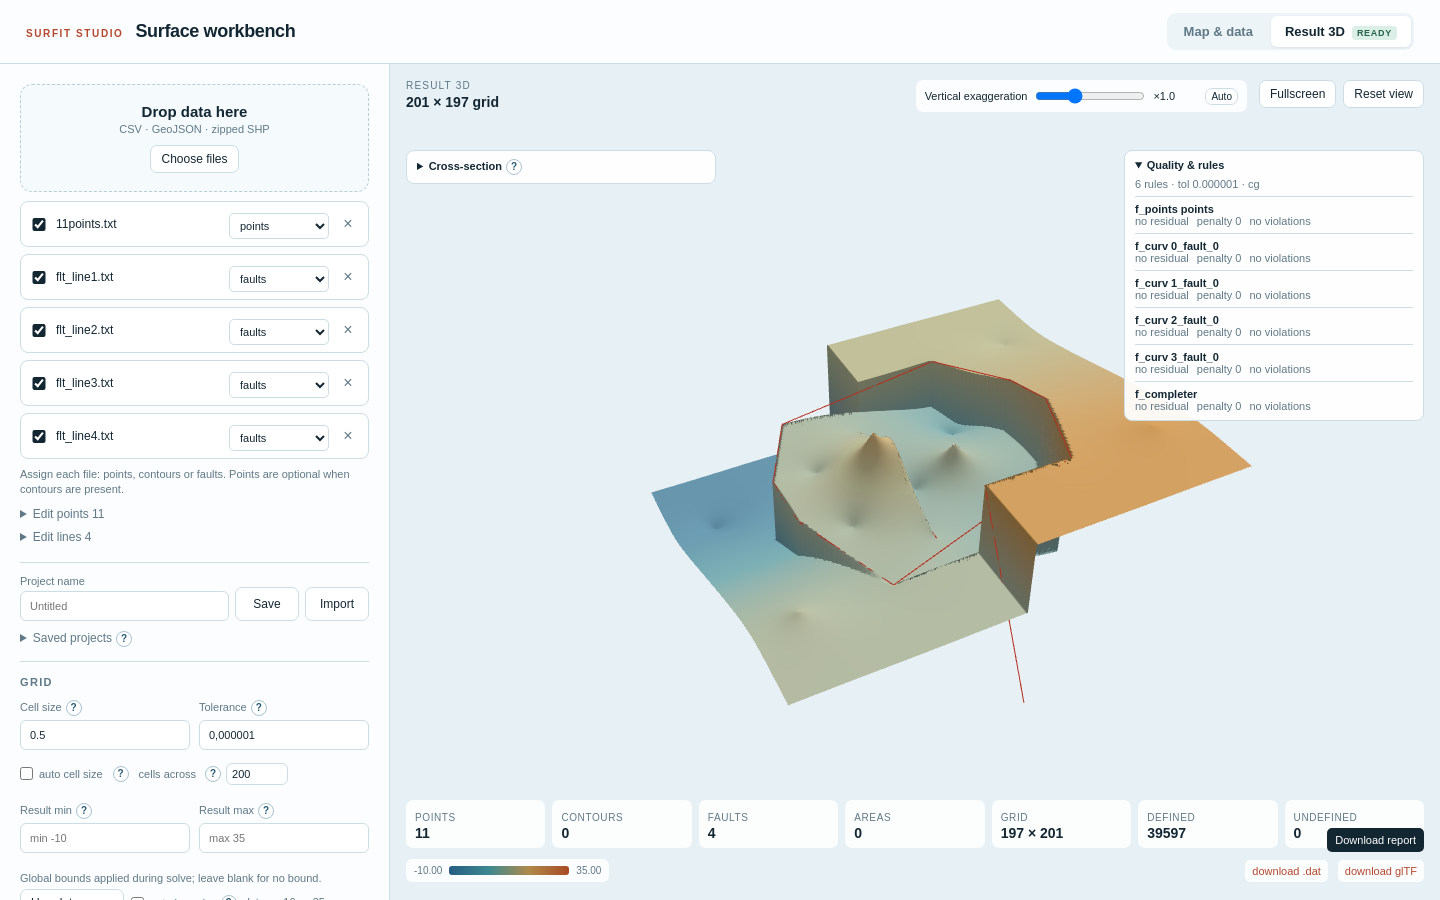 SURFIT STUDIO Surface workbench
Map & data
Result 3D READY
Drop data here
CSV · GeoJSON · zipped SHP
Choose files
11points.txt points ×
flt_line1.txt faults ×
flt_line2.txt faults ×
flt_line3.txt faults ×
flt_line4.txt faults ×
Assign each file: points, contours or faults. Points are optional when
contours are present.
Edit points 11
Edit lines 4
Project name
Untitled
Save
Import
Saved projects ?
GRID
Cell size ? Tolerance ?
0.5 0,000001
auto cell size ? cells across ? 200
Result min ? Result max ?
min -10 max 35
Global bounds applied during solve; leave blank for no bound.
RESULT 3D
201 × 197 grid
Vertical exaggeration ×1.0 Auto
Fullscreen
Reset view
Cross-section ?
Quality & rules
6 rules · tol 0.000001 · cg
f_points points
no residual penalty 0 no violations
f_curv 0_fault_0
no residual penalty 0 no violations
f_curv 1_fault_0
no residual penalty 0 no violations
f_curv 2_fault_0
no residual penalty 0 no violations
f_curv 3_fault_0
no residual penalty 0 no violations
f_completer
no residual penalty 0 no violations
POINTS
11
CONTOURS
0
FAULTS
4
AREAS
0
GRID
197 × 201
DEFINED
39597
UNDEFINED
0
Download report
-10.00 35.00
download .dat
download glTF